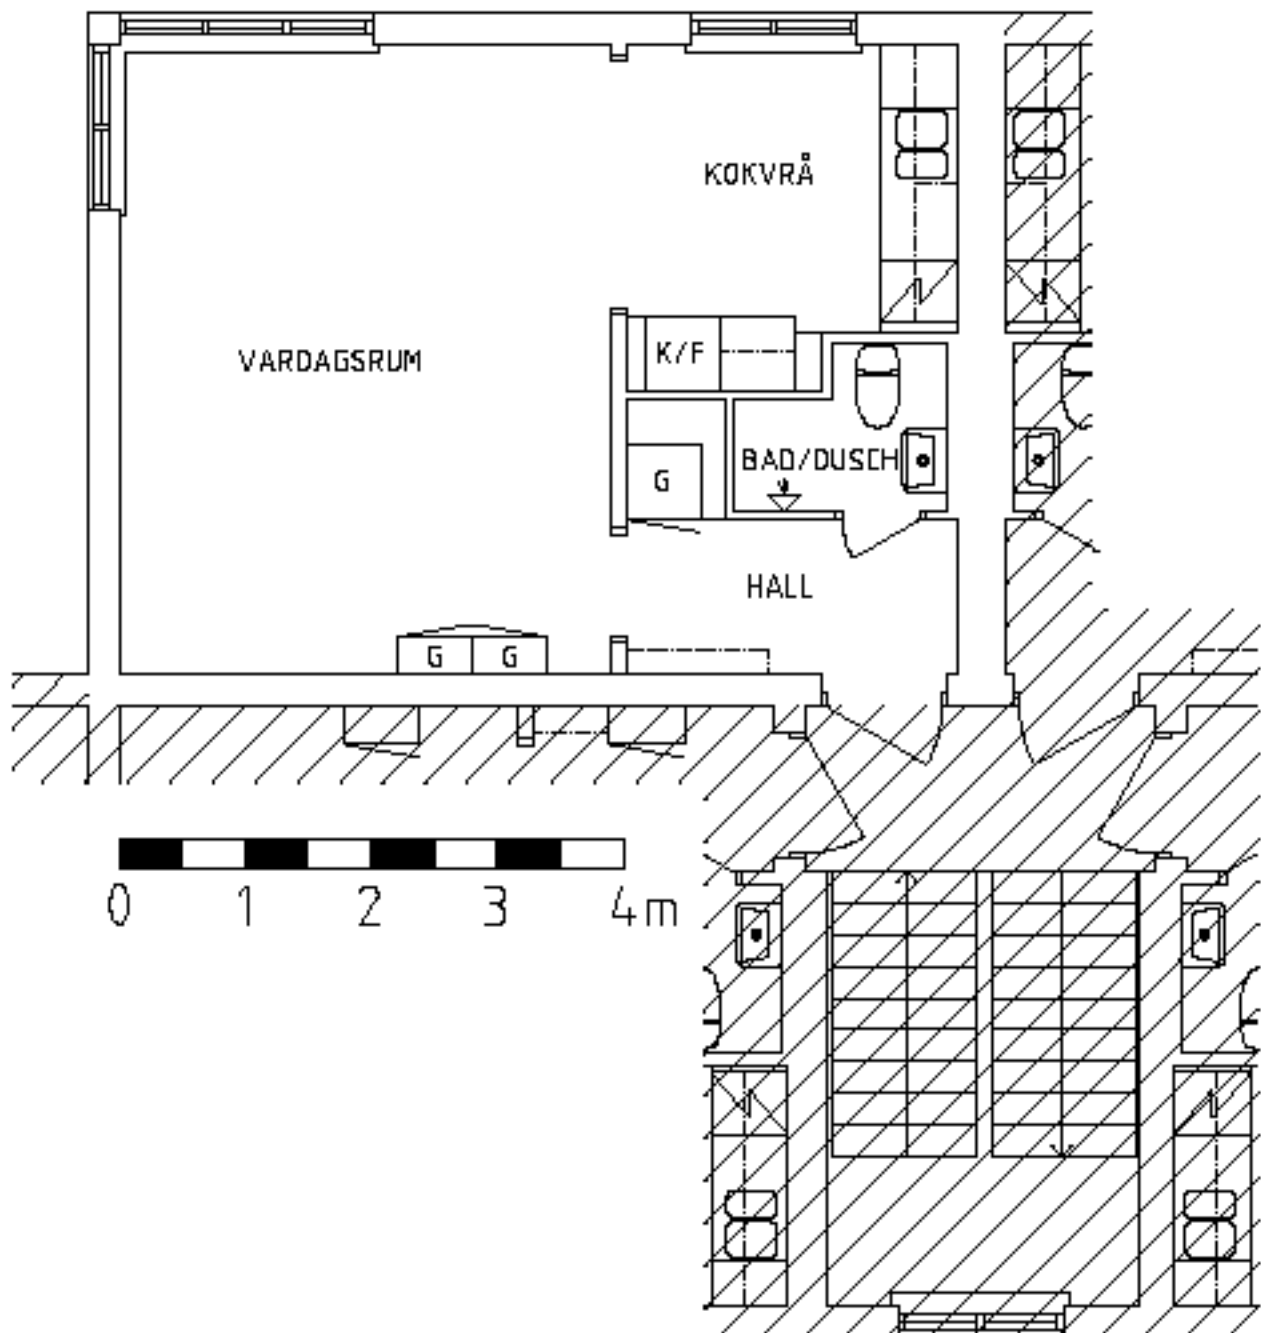 KOKVRÅ
VARDAGSRUM
K/F
BAD/DUSCH
G
HALL
G G
0 1 2 3 4m